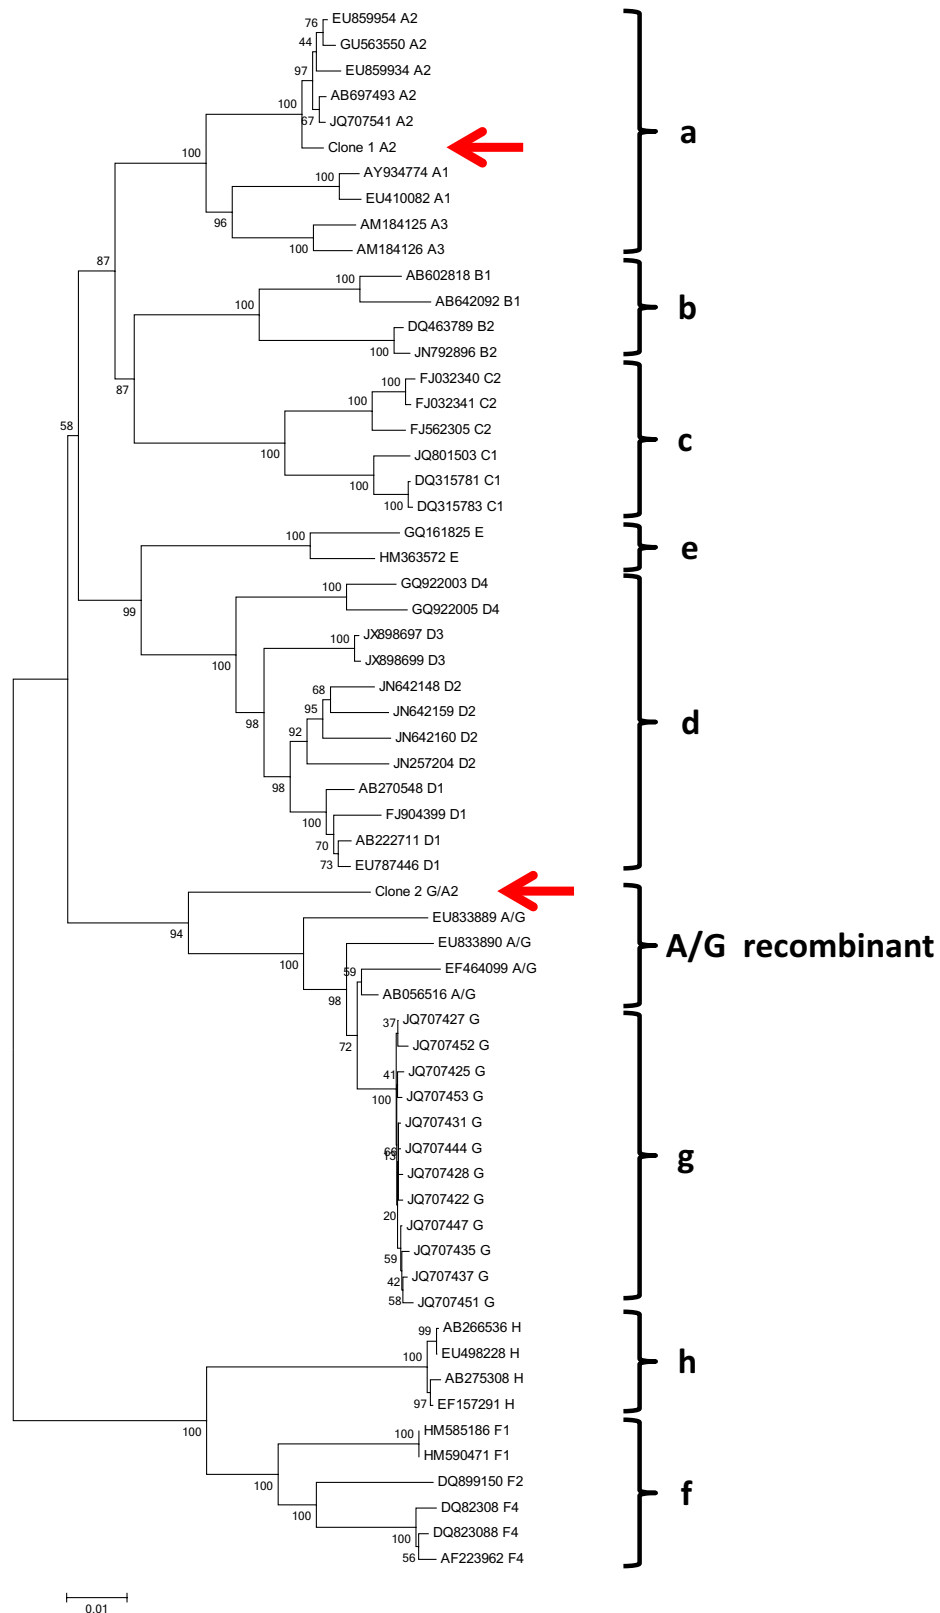 EU859954 A2
76
GU563550 A2
44
EU859934 A2
97
AB697493 A2
100
JQ707541 A2
67
Clone 1 A2
a
100
AY934774 A1
100
EU410082 A1
96
AM184125 A3
100
AM184126 A3
87
AB602818 B1
100
AB642092 B1
100
b
DQ463789 B2
100
JN792896 B2
87
FJ032340 C2
100
FJ032341 C2
100
FJ562305 C2
58
c
100
JQ801503 C1
100
DQ315781 C1
100
DQ315783 C1
GQ161825 E
100
e
HM363572 E
99
GQ922003 D4
100
GQ922005 D4
100
JX898697 D3
100
JX898699 D3
JN642148 D2
68
JN642159 D2
95
98
d
JN642160 D2
92
JN257204 D2
98
AB270548 D1
FJ904399 D1
100
AB222711 D1
70
EU787446 D1
73
Clone 2 G/A2
EU833889 A/G
94
EU833890 A/G
A/G recombinant
100
EF464099 A/G
59
AB056516 A/G
98
JQ707427 G
37
JQ707452 G
72
JQ707425 G
41
JQ707453 G
100
JQ707431 G
JQ707444 G
66
13
g
JQ707428 G
JQ707422 G
20
JQ707447 G
JQ707435 G
59
JQ707437 G
42
JQ707451 G
58
AB266536 H
99
EU498228 H
100
h
AB275308 H
EF157291 H
97
HM585186 F1
100
100
HM590471 F1
100
DQ899150 F2
f
DQ82308 F4
100
DQ823088 F4
100
AF223962 F4
56
0.01